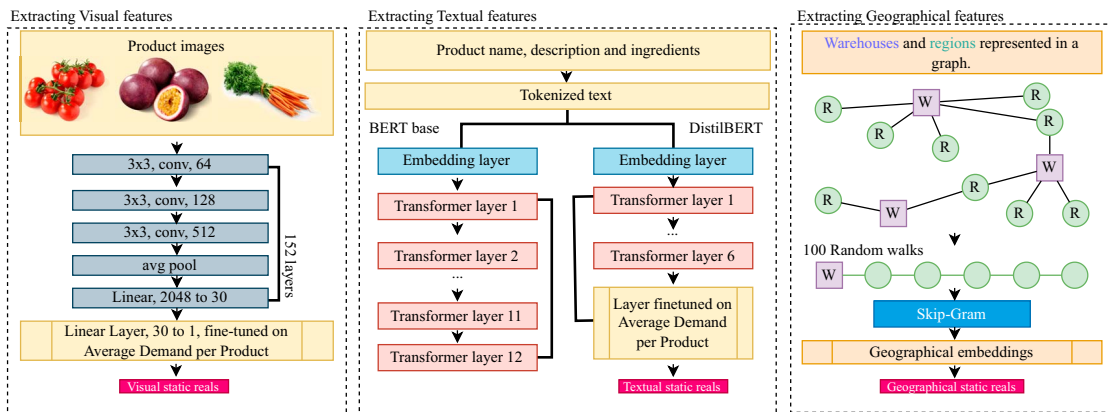 Extracting Visual features
Product images
3x3, conv, 64
3x3, conv, 128
3x3, conv, 512
avg pool
Linear, 2048 to 30
152 layers
Linear Layer, 30 to 1, fine-tuned on
Average Demand per Product
Visual static reals
Extracting Textual features
Product name, description and ingredients
Tokenized text
BERT base
DistilBERT
Embedding layer
Transformer layer 1
Transformer layer 2
...
Transformer layer 11
Transformer layer 12
Embedding layer
Transformer layer 1
...
Transformer layer 6
Layer finetuned on
Average Demand
per Product
Textual static reals
Extracting Geographical features
Warehouses and regions represented in a
graph.
R
W
R
R
R
R
W
R
R
W
R
R
100 Random walks
W
Skip-Gram
Geographical embeddings
Geographical static reals